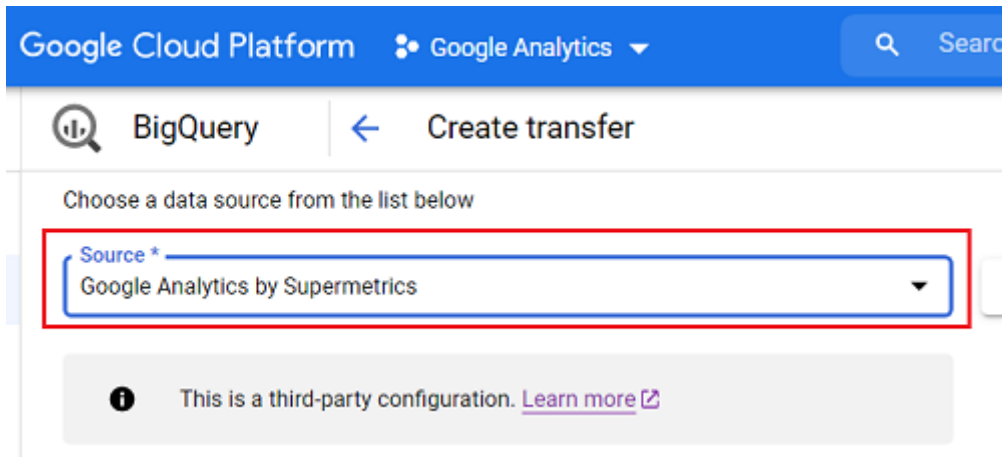 Google Cloud Platform Google Analytics
BigQuery Create transfer
Choose a data source from the list below
Source *
Google Analytics by Supermetrics
This is a third-party configuration. Learn more